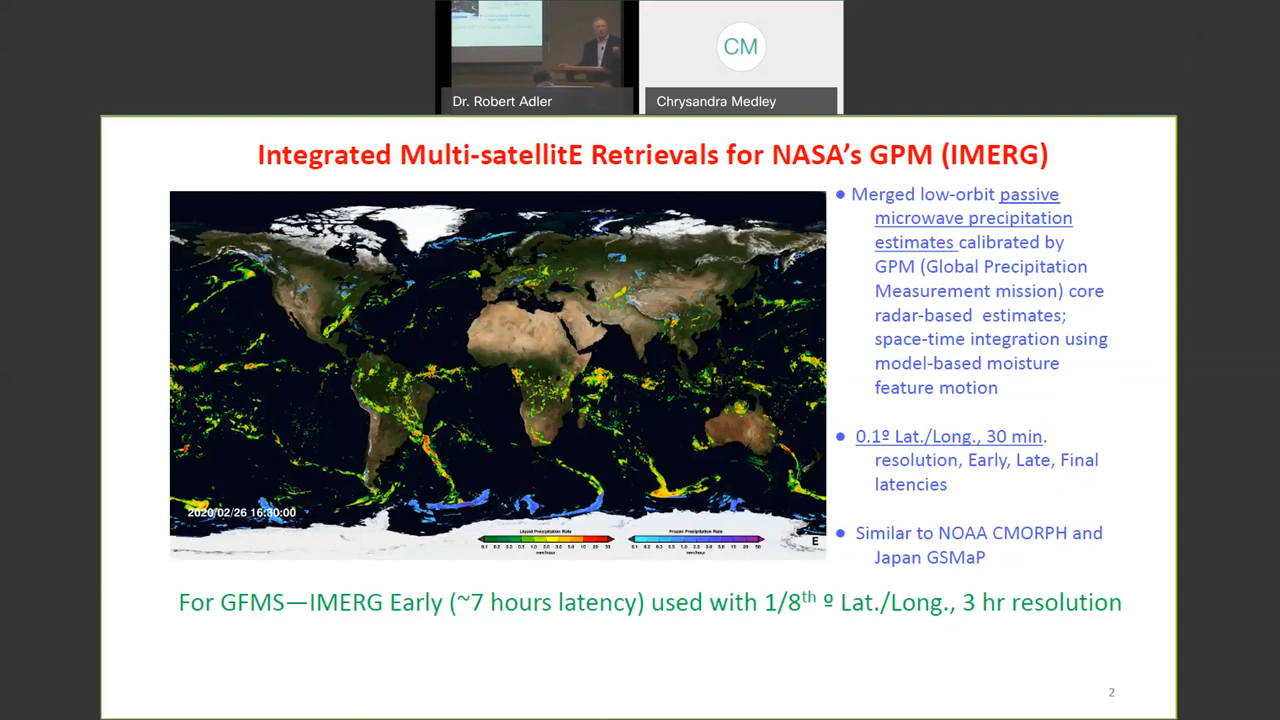 Dr. Robert Adler
CM
Chrysandra Medley
Integrated Multi-satellitE Retrievals for NASA's GPM (IMERG)
● Merged low-orbit passive
microwave precipitation
estimates calibrated by
GPM (Global Precipitation
Measurement mission) core
radar-based estimates;
space-time integration using
model-based moisture
feature motion
● 0.1º Lat./Long., 30 min.
resolution, Early, Late, Final
latencies
● Similar to NOAA CMORPH and
Japan GSMaP
2020/02/26 16:30:00
Liquid Precipitation Rate
mm/hour
Frozen Precipitation Rate
mm/hour
E
For GFMS—IMERG Early (~7 hours latency) used with 1/8th º Lat./Long., 3 hr resolution
2